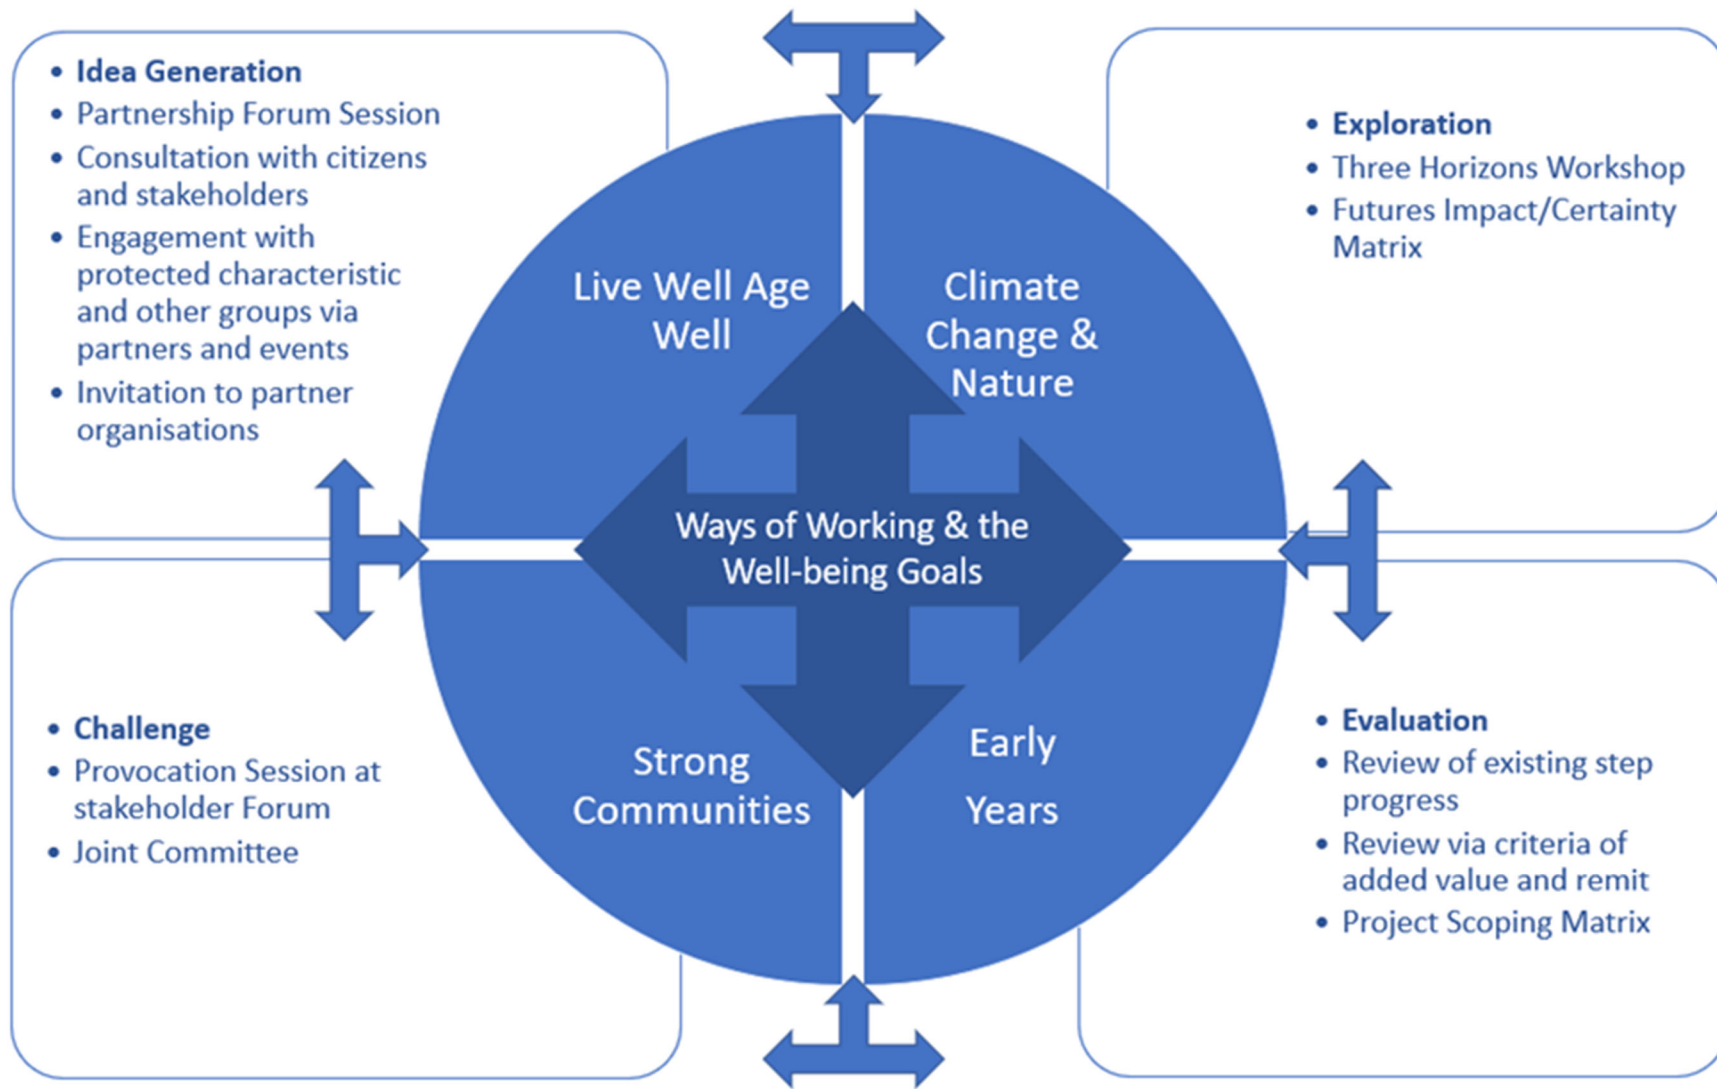 • Idea Generation
• Partnership Forum Session
• Consultation with citizens
and stakeholders
• Engagement with
protected characteristic
and other groups via
partners and events
• Invitation to partner
organisations
• Exploration
• Three Horizons Workshop
• Futures Impact/Certainty
Matrix
Live Well Age
Well
Climate
Change &
Nature
Ways of Working & the
Well-being Goals
Strong
Communities
Early
Years
• Challenge
• Provocation Session at
stakeholder Forum
• Joint Committee
• Evaluation
• Review of existing step
progress
• Review via criteria of
added value and remit
• Project Scoping Matrix